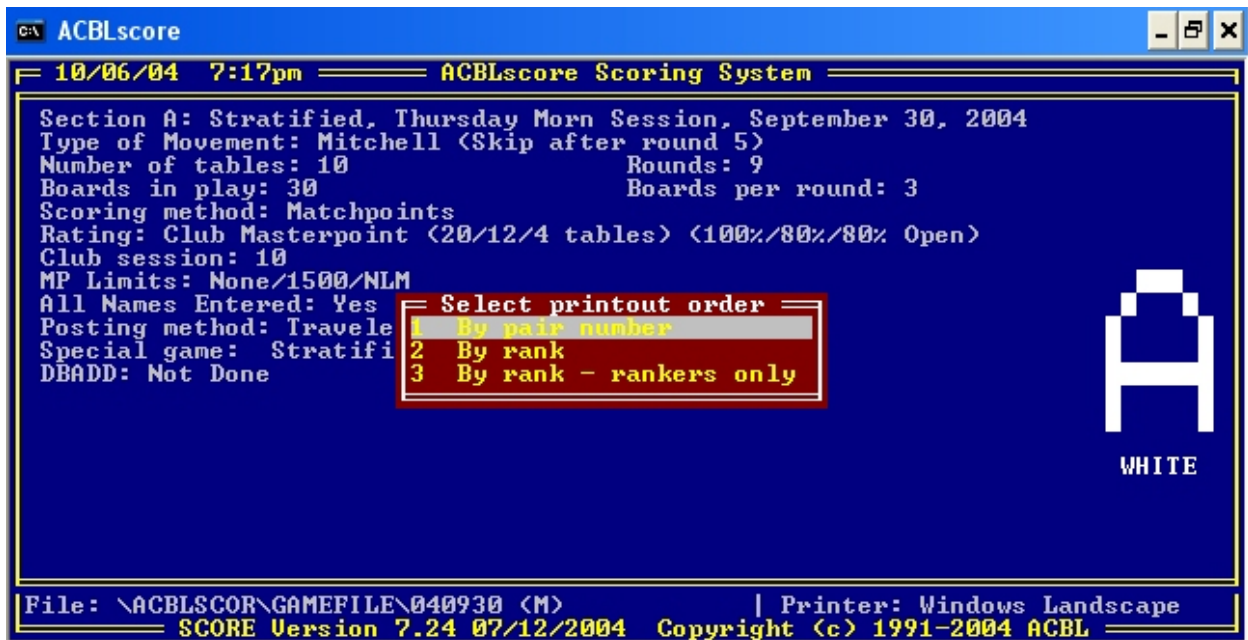 ACBLscore
10/06/04 7:17pm ACBLscore Scoring System
Section A: Stratified, Thursday Morn Session, September 30, 2004
Type of Movement: Mitchell (Skip after round 5)
Number of tables: 10 Rounds: 9
Boards in play: 30 Boards per round: 3
Scoring method: Matchpoints
Rating: Club Masterpoint (20/12/4 tables) (100%/80%/80% Open)
Club session: 10
MP Limits: None/1500/NLM
All Names Entered: Yes
Posting method: Travele
Special game: Stratifi
DBADD: Not Done
Select printout order
1 By pair number
2 By rank
3 By rank - rankers only
A
WHITE
File: \ACBLSCOR\GAMEFILE\040930 (M) | Printer: Windows Landscape
SCORE Version 7.24 07/12/2004 Copyright (c) 1991-2004 ACBL